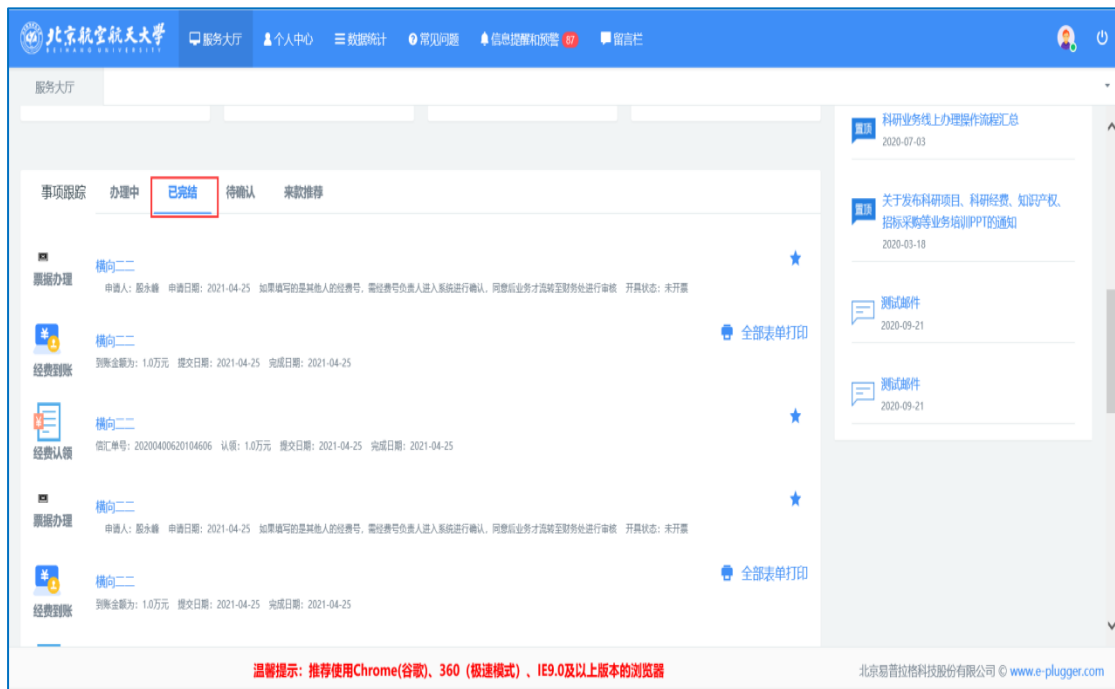 北京航空航天大学
BEIHANG UNIVERSITY
服务大厅 个人中心 数据统计 常见问题 信息提醒和预警 87 留言栏
服务大厅
置顶 科研业务线上办理操作流程汇总
2020-07-03
置顶 关于发布科研项目、科研经费、知识产权、
招标采购等业务培训PPT的通知
2020-03-18
测试邮件
2020-09-21
测试邮件
2020-09-21
事项跟踪 办理中 已完结 待确认 来款推荐
票据办理
横向二二
申请人：殷永峰 申请日期：2021-04-25 如果填写的是其他人的经费号，需经费号负责人进入系统进行确认，同意后业务才流转至财务处进行审核 开具状态：未开票
经费到账
横向二二
全部表单打印
到账金额为：1.0万元 提交日期：2021-04-25 完成日期：2021-04-25
经费认领
横向二二
信汇单号：20200400620104606 认领：1.0万元 提交日期：2021-04-25 完成日期：2021-04-25
票据办理
横向二二
申请人：殷永峰 申请日期：2021-04-25 如果填写的是其他人的经费号，需经费号负责人进入系统进行确认，同意后业务才流转至财务处进行审核 开具状态：未开票
经费到账
横向二二
全部表单打印
到账金额为：1.0万元 提交日期：2021-04-25 完成日期：2021-04-25
温馨提示：推荐使用Chrome(谷歌)、360（极速模式）、IE9.0及以上版本的浏览器
北京易普拉格科技股份有限公司 © www.e-plugger.com